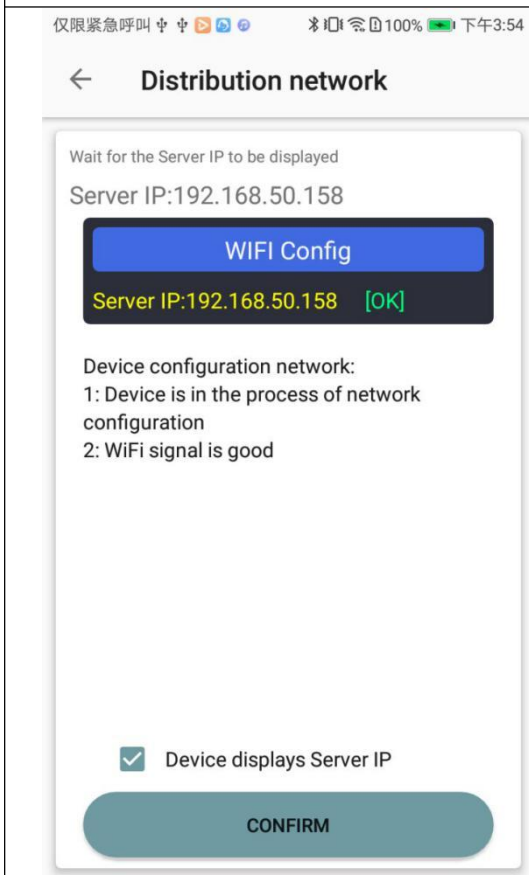 仅限紧急呼叫 100% 下午3:54
Distribution network
Wait for the Server IP to be displayed
Server IP:192.168.50.158
WIFI Config
Server IP:192.168.50.158 [OK]
Device configuration network:
1: Device is in the process of network
configuration
2: WiFi signal is good
Device displays Server IP
CONFIRM